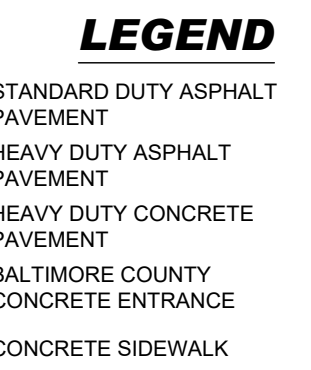 LEGEND
STANDARD DUTY ASPHALT
PAVEMENT
HEAVY DUTY ASPHALT
PAVEMENT
HEAVY DUTY CONCRETE
PAVEMENT
BALTIMORE COUNTY
CONCRETE ENTRANCE
CONCRETE SIDEWALK